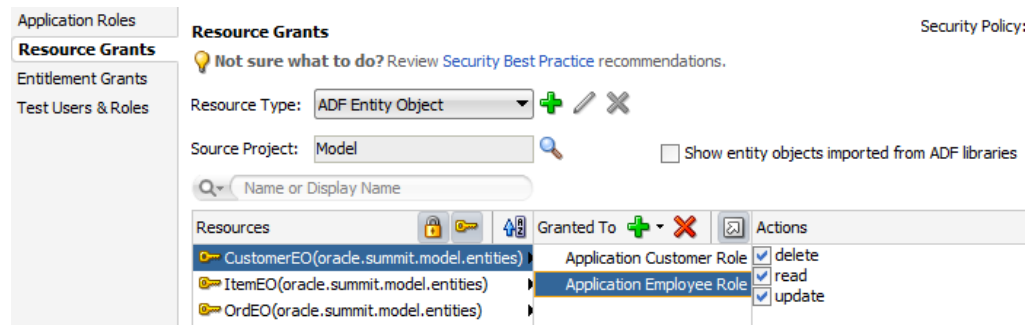 Application Roles
Resource Grants
Entitlement Grants
Test Users & Roles
Resource Grants
Security Policy:
Not sure what to do? Review Security Best Practice recommendations.
Resource Type: ADF Entity Object
Source Project: Model
Show entity objects imported from ADF libraries
Name or Display Name
Resources Granted To Actions
CustomerEO(oracle.summit.model.entities) Application Customer Role delete
ItemEO(oracle.summit.model.entities) Application Employee Role read
OrdEO(oracle.summit.model.entities) update